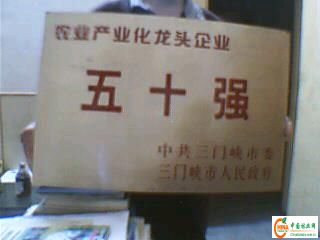 农业产业化龙头企业
五十强
中共三门峡市委
三门峡市人民政府